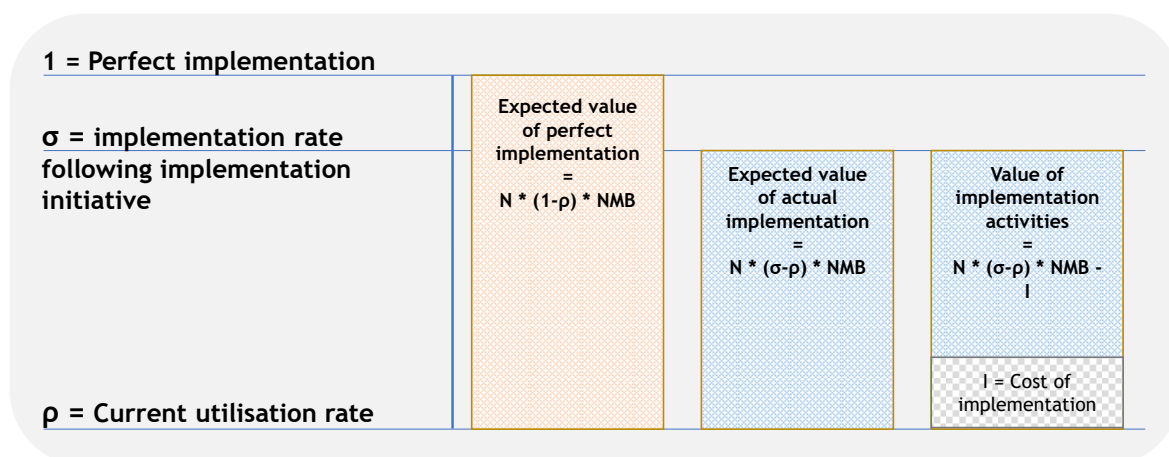 1 = Perfect implementation
σ = implementation rate
following implementation
initiative
ρ = Current utilisation rate
Expected value
of perfect
implementation
=
N * (1-ρ) * NMB
Expected value
of actual
implementation
=
N * (σ-ρ) * NMB
Value of
implementation
activities
=
N * (σ-ρ) * NMB -
I
I = Cost of
implementation